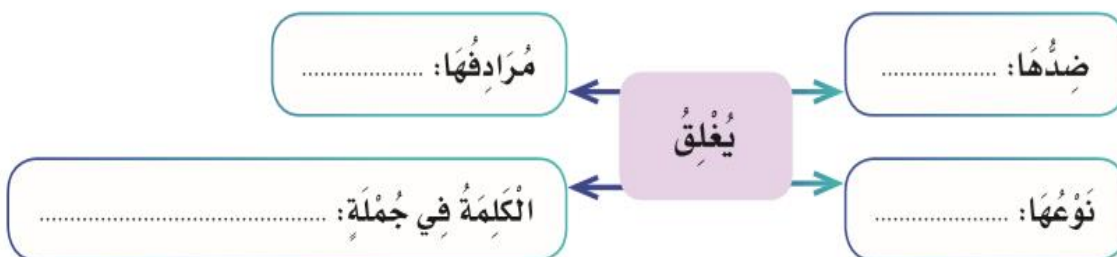 ضِدُّهَا: ...................
مُرَادِفُهَا: ....................
يُغْلِقُ
نَوْعُهَا: ......................
الْكَلِمَةُ فِي جُمْلَةٍ: ................................................